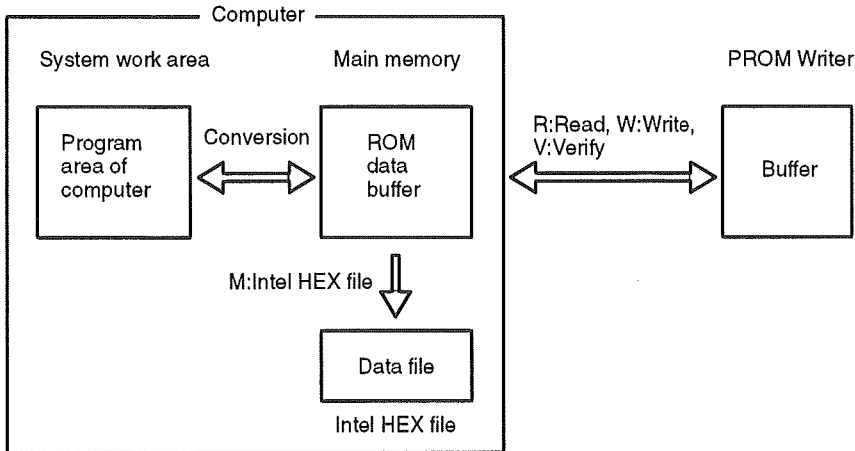 Computer
System work area
Main memory
PROM Writer
Program
area of
computer
Conversion
ROM
data
buffer
R:Read, W:Write,
V:Verify
Buffer
M:Intel HEX file
Data file
Intel HEX file